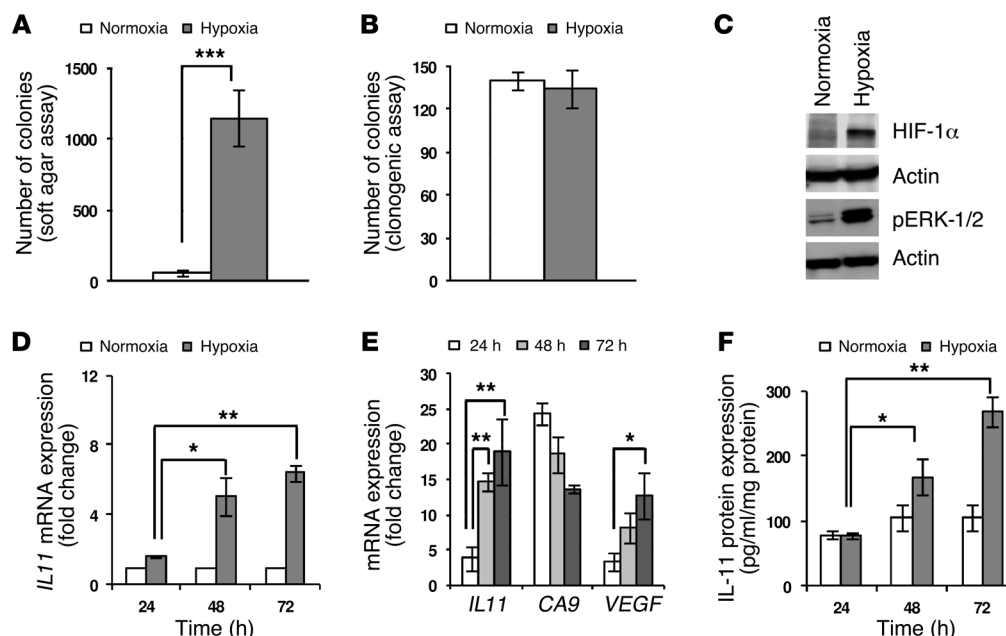 A
Normoxia Hypoxia
Number of colonies
(soft agar assay)
1500
1000
500
0
***
B
Normoxia Hypoxia
Number of colonies
(clonogenic assay)
150
120
90
60
30
0
C
Normoxia
Hypoxia
HIF-1α
Actin
pERK-1/2
Actin
D
Normoxia Hypoxia
IL11 mRNA expression
(fold change)
12
8
4
0
**
*
24 48 72
Time (h)
E
24 h 48 h 72 h
mRNA expression
(fold change)
30
25
20
15
10
5
0
**
**
*
IL11 CA9 VEGF
F
Normoxia Hypoxia
IL-11 protein expression
(pg/ml/mg protein)
300
200
100
0
**
*
24 48 72
Time (h)